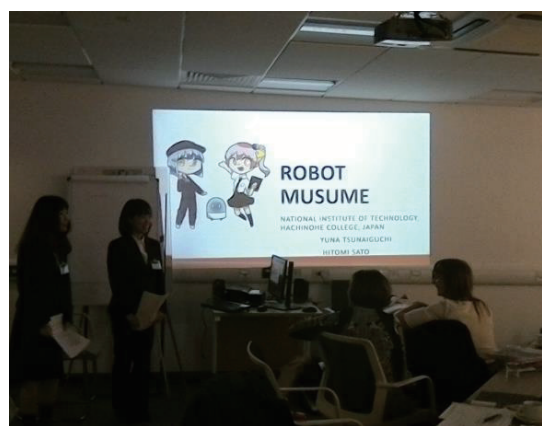 ROBOT
MUSUME
NATIONAL INSTITUTE OF TECHNOLOGY,
HACHINOHE COLLEGE, JAPAN
YUNA TSUNAIGUCHI
HITOMI SATO